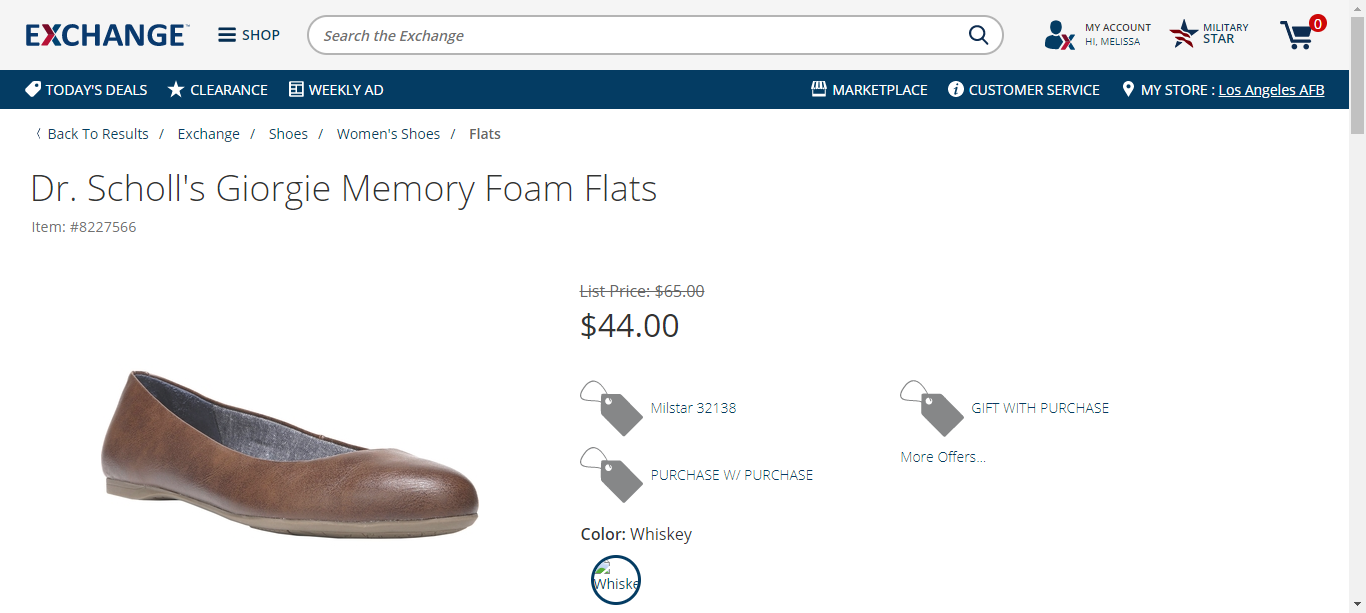 EXCHANGE™
SHOP
Search the Exchange
MY ACCOUNT
HI, MELISSA
MILITARY
STAR
0
TODAY'S DEALS
CLEARANCE
WEEKLY AD
MARKETPLACE
CUSTOMER SERVICE
MY STORE : Los Angeles AFB
Back To Results / Exchange / Shoes / Women's Shoes / Flats
Dr. Scholl's Giorgie Memory Foam Flats
Item: #8227566
List Price: $65.00
$44.00
Milstar 32138
GIFT WITH PURCHASE
PURCHASE W/ PURCHASE
More Offers...
Color: Whiskey
Whiske